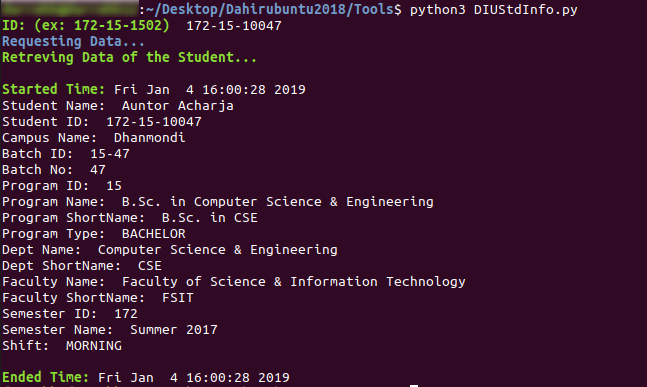 :~/Desktop/Dahirubuntu2018/Tools$ python3 DIUStdInfo.py
ID: (ex: 172-15-1502)  172-15-10047
Requesting Data...
Retreving Data of the Student...
Started Time: Fri Jan  4 16:00:28 2019
Student Name:  Auntor Acharja
Student ID:  172-15-10047
Campus Name:  Dhanmondi
Batch ID:  15-47
Batch No:  47
Program ID:  15
Program Name:  B.Sc. in Computer Science & Engineering
Program ShortName:  B.Sc. in CSE
Program Type:  BACHELOR
Dept Name:  Computer Science & Engineering
Dept ShortName:  CSE
Faculty Name:  Faculty of Science & Information Technology
Faculty ShortName:  FSIT
Semester ID:  172
Semester Name:  Summer 2017
Shift:  MORNING
Ended Time: Fri Jan  4 16:00:28 2019